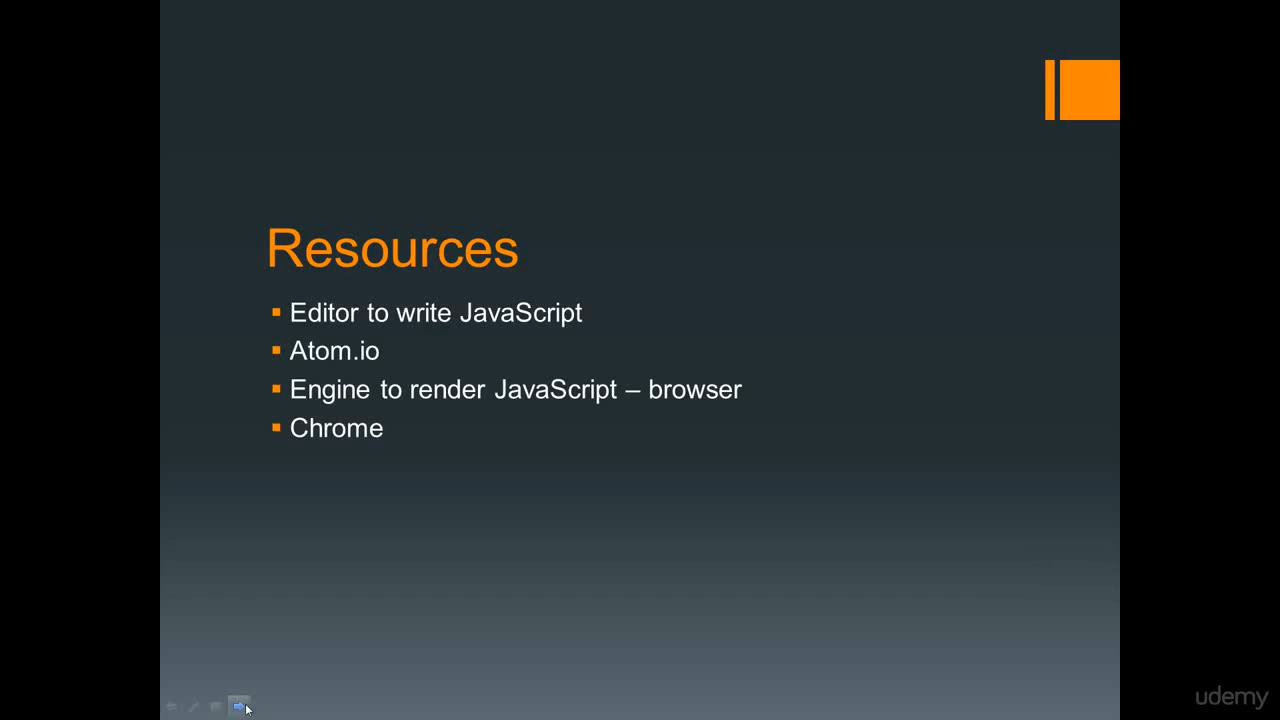 Resources
Editor to write JavaScript
Atom.io
Engine to render JavaScript – browser
Chrome
udemy